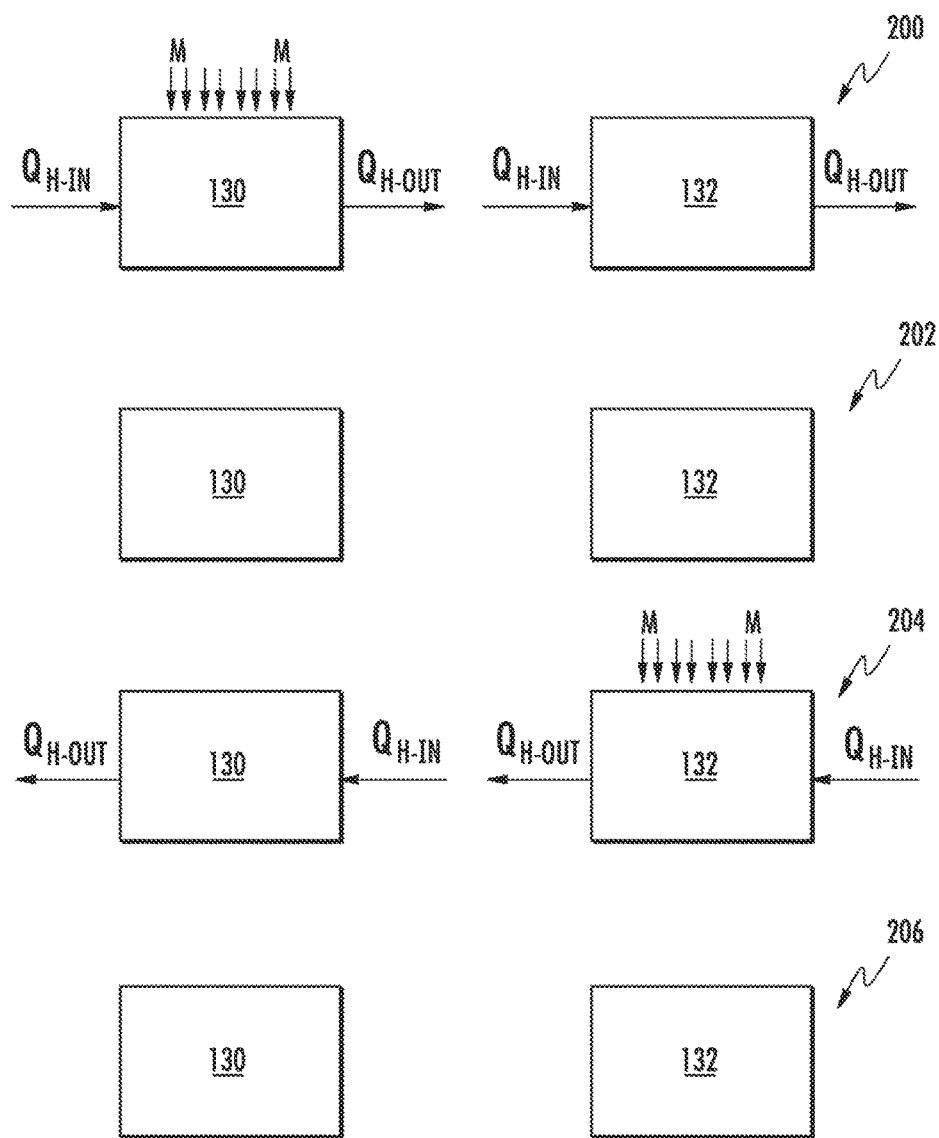 200
M M
Q H-IN 130 Q H-OUT Q H-IN 132 Q H-OUT
202
130 132
M M 204
Q H-OUT 130 Q H-IN Q H-OUT 132 Q H-IN
206
130 132